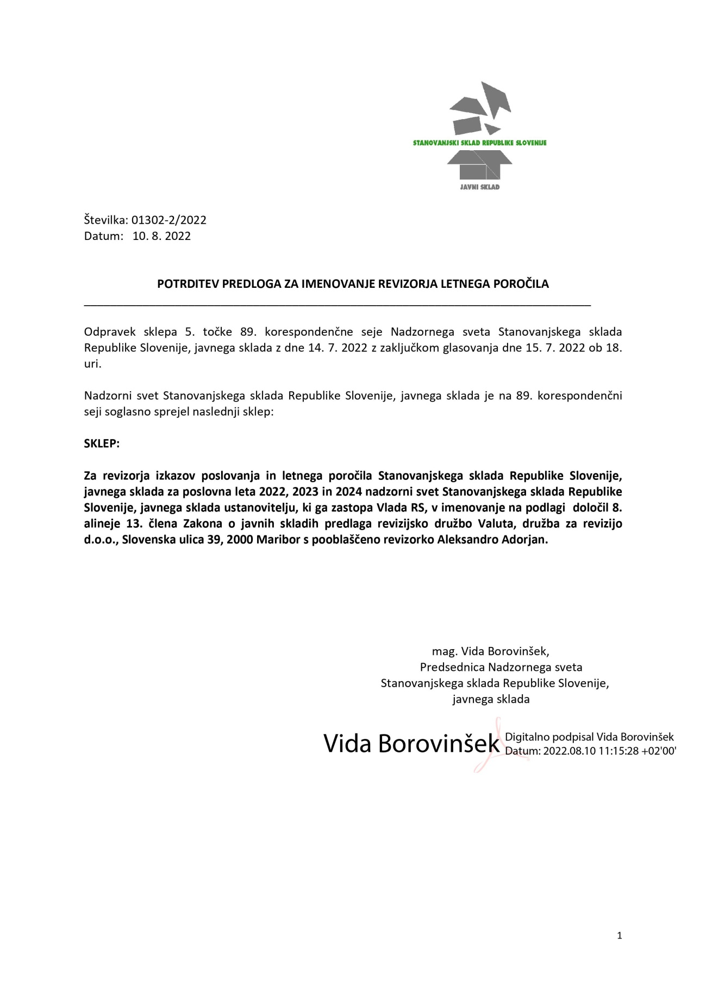 STANOVANJSKI SKLAD REPUBLIKE SLOVENIJE
JAVNI SKLAD
Številka: 01302-2/2022
Datum: 10. 8. 2022
POTRDITEV PREDLOGA ZA IMENOVANJE REVIZORJA LETNEGA POROČILA
Odpravek sklepa 5. točke 89. korespondenčne seje Nadzornega sveta Stanovanjskega sklada
Republike Slovenije, javnega sklada z dne 14. 7. 2022 z zaključkom glasovanja dne 15. 7. 2022 ob 18.
uri.
Nadzorni svet Stanovanjskega sklada Republike Slovenije, javnega sklada je na 89. korespondenčni
seji soglasno sprejel naslednji sklep:
SKLEP:
Za revizorja izkazov poslovanja in letnega poročila Stanovanjskega sklada Republike Slovenije,
javnega sklada za poslovna leta 2022, 2023 in 2024 nadzorni svet Stanovanjskega sklada Republike
Slovenije, javnega sklada ustanovitelju, ki ga zastopa Vlada RS, v imenovanje na podlagi določil 8.
alineje 13. člena Zakona o javnih skladih predlaga revizijsko družbo Valuta, družba za revizijo
d.o.o., Slovenska ulica 39, 2000 Maribor s pooblaščeno revizorko Aleksandro Adorjan.
mag. Vida Borovinšek,
Predsednica Nadzornega sveta
Stanovanjskega sklada Republike Slovenije,
javnega sklada
Vida Borovinšek
Digitalno podpisal Vida Borovinšek
Datum: 2022.08.10 11:15:28 +02'00'
1